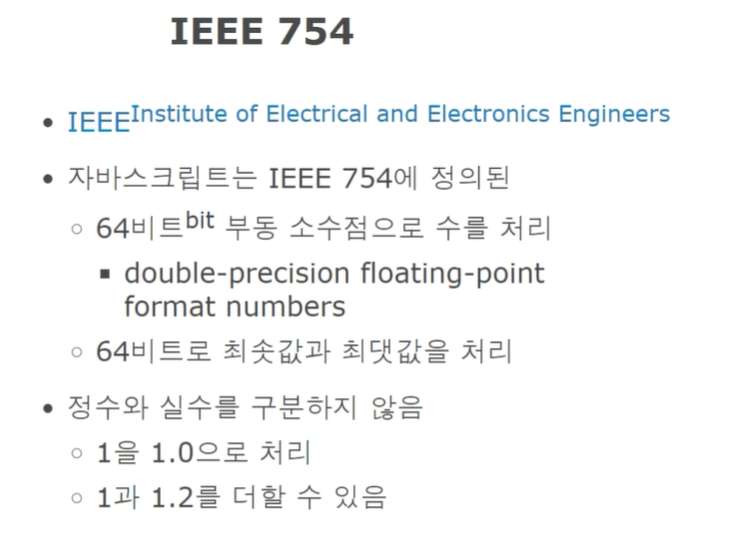 IEEE 754
IEEE Institute of Electrical and Electronics Engineers
자바스크립트는 IEEE 754에 정의된
64비트bit 부동 소수점으로 수를 처리
double-precision floating-point
format numbers
64비트로 최솟값과 최댓값을 처리
정수와 실수를 구분하지 않음
1을 1.0으로 처리
1과 1.2를 더할 수 있음